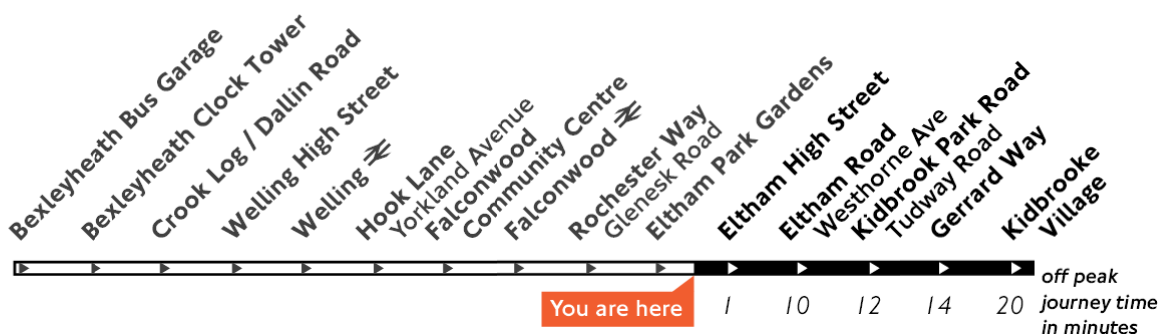 Bexleyheath Bus Garage
Bexleyheath Clock Tower
Crook Log / Dallin Road
Welling High Street
Welling
Hook Lane
Yorkland Avenue
Falconwood
Community Centre
Falconwood
Rochester Way
Glenesk Road
Eltham Park Gardens
Eltham High Street
Eltham Road
Westhorne Ave
Kidbrook Park Road
Tudway Road
Gerrard Way
Kidbrooke
Village
You are here
1 10 12 14 20
off peak
journey time
in minutes